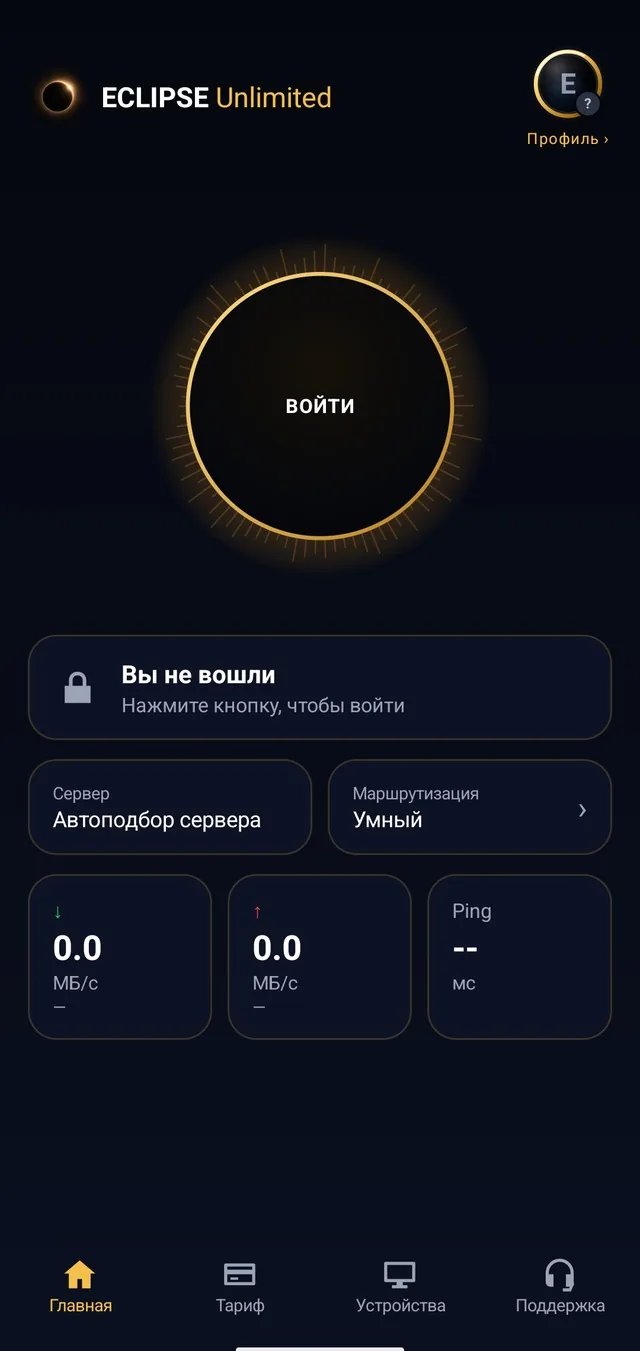 ECLIPSE Unlimited
E
?
Профиль ›
ВОЙТИ
Вы не вошли
Нажмите кнопку, чтобы войти
Сервер
Автоподбор сервера
Маршрутизация
Умный
›
↓
0.0
МБ/с
—
↑
0.0
МБ/с
—
Ping
--
мс
Главная
Тариф
Устройства
Поддержка